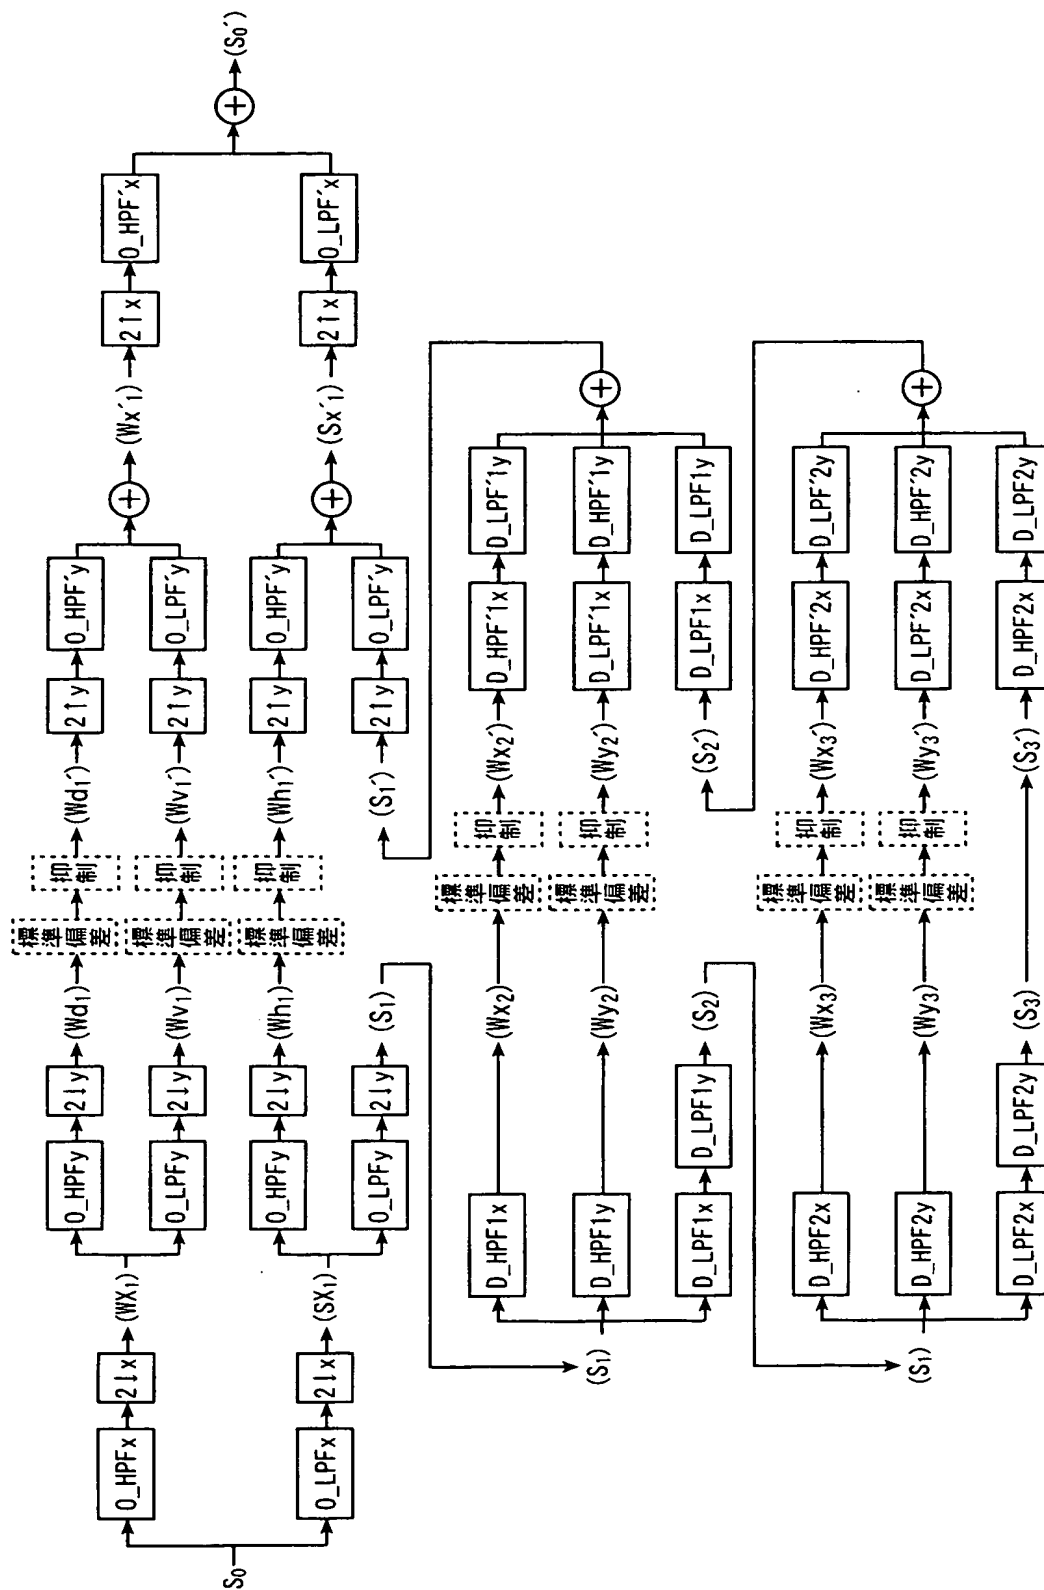 S0
O_HPFx
2↓x
(WX1)
O_HPFy
2↓y
(Wd1)
標準偏差
抑制
(Wd1´)
2↑y
O_HPF´y
O_LPFy
2↓y
(Wv1)
標準偏差
抑制
(Wv1´)
2↑y
O_LPF´y
+
(Wx´1)
2↑x
O_HPF´x
O_LPFx
2↓x
(SX1)
O_HPFy
2↓y
(Wh1)
標準偏差
抑制
(Wh1´)
2↑y
O_HPF´y
O_LPFy
2↓y
(S1)
(S1´)
2↑y
O_LPF´y
+
(Sx´1)
2↑x
O_LPF´x
+
(S0´)
(S1)
D_HPF1x
(Wx2)
標準偏差
抑制
(Wx2´)
D_HPF´1x
D_LPF´1y
D_HPF1y
(Wy2)
標準偏差
抑制
(Wy2´)
D_LPF´1x
D_HPF´1y
+
D_LPF1x
D_LPF1y
(S2)
(S2´)
D_LPF1x
D_LPF1y
(S1)
D_HPF2x
(Wx3)
標準偏差
抑制
(Wx3´)
D_HPF´2x
D_LPF´2y
D_HPF2y
(Wy3)
標準偏差
抑制
(Wy3´)
D_LPF´2x
D_HPF´2y
+
D_LPF2x
D_LPF2y
(S3)
(S3´)
D_HPF2x
D_LPF2y